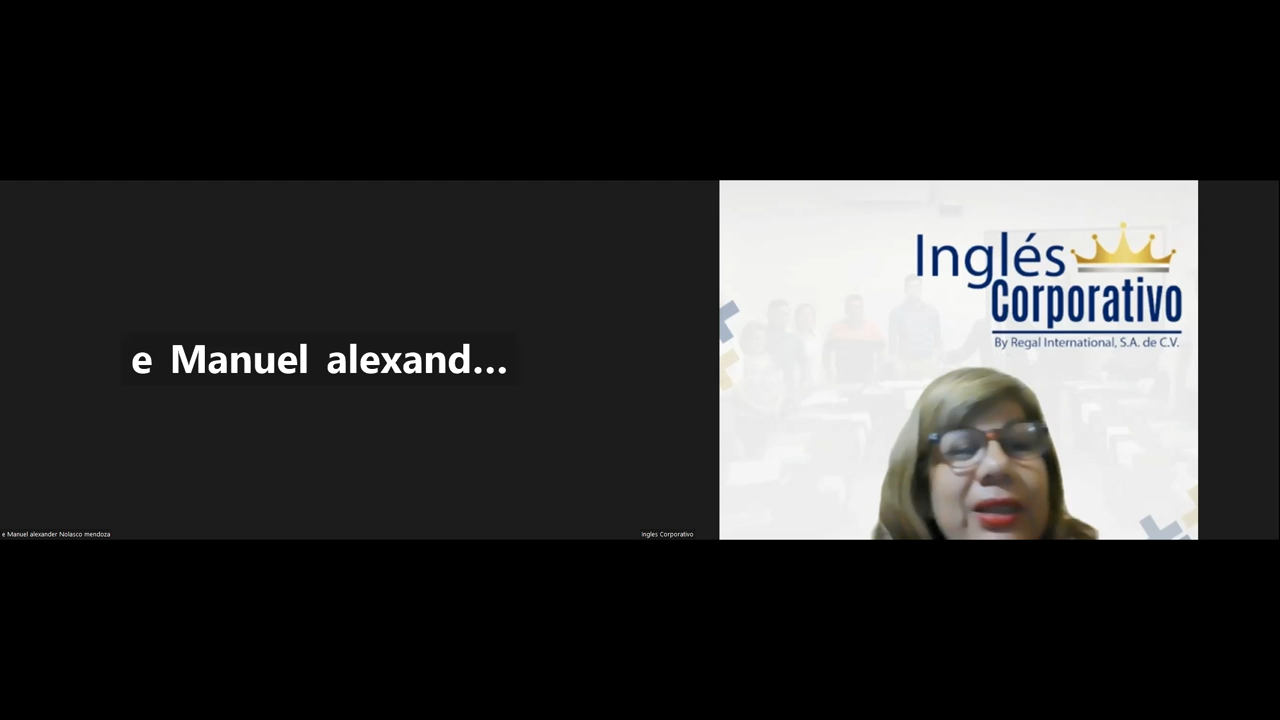 e Manuel alexand...
e Manuel alexander Nolasco mendoza
Ingles Corporativo
Inglés
Corporativo
By Regal International, S.A. de C.V.